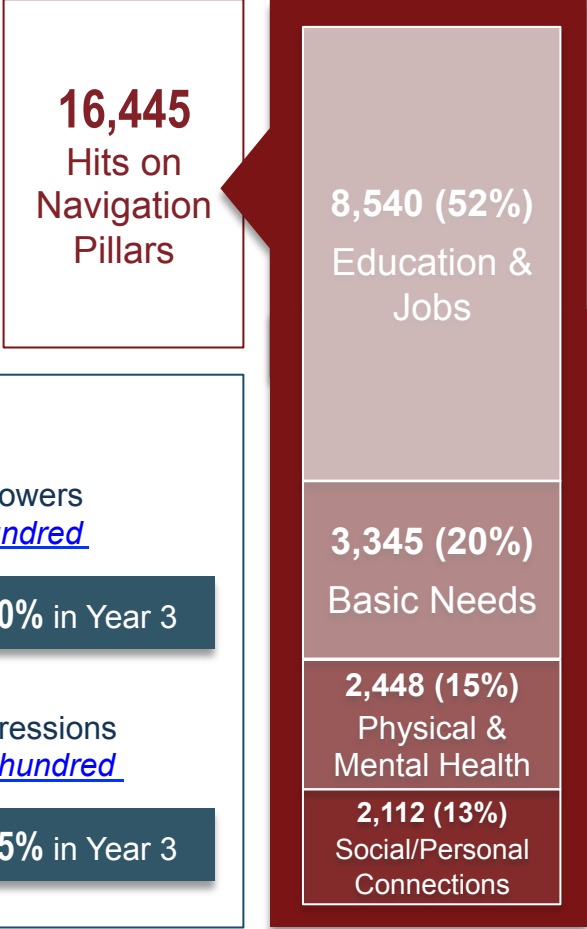 16,445
Hits on
Navigation
Pillars
8,540 (52%)
Education &
Jobs
3,345 (20%)
Basic Needs
2,448 (15%)
Physical &
Mental Health
2,112 (13%)
Social/Personal
Connections
owers
undred
0% in Year 3
ressions
hundred
5% in Year 3